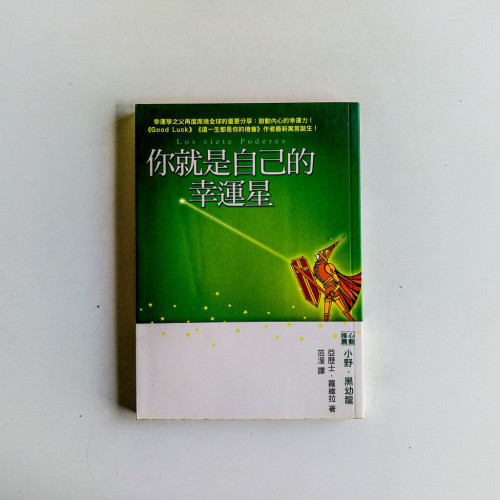 幸運學之父再度席捲全球的重要分享：啟動內心的幸運力！
《Good Luck》《這一生都是你的機會》作者最新寓言誕生！
Los siete Poderes
你就是自己的
幸運星
心動推薦 小野・黑幼龍
亞歷士・羅維拉 著
范湲 譯